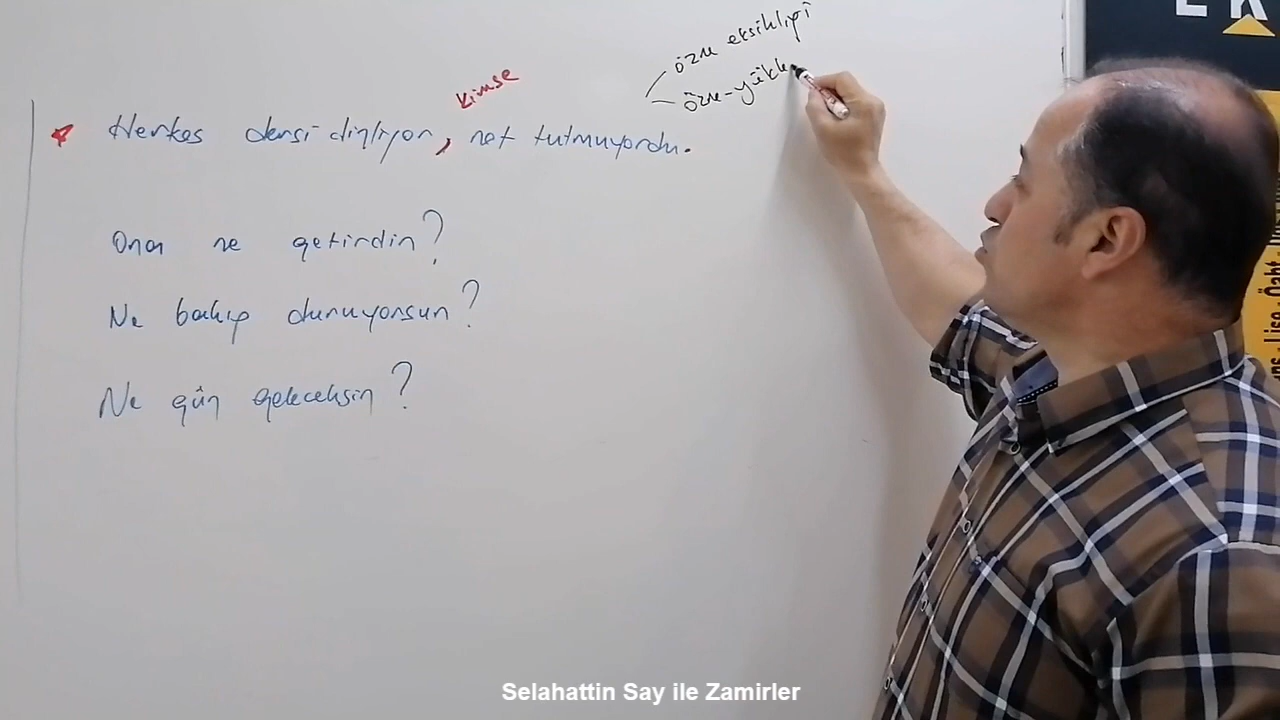 özne eksikliği
özne-yükle
kimse
Herkes dersi dinliyor, not tutmuyordu.
Ona ne getirdin?
Ne bakıp duruyorsun?
Ne gün geleceksin?
Selahattin Say ile Zamirler